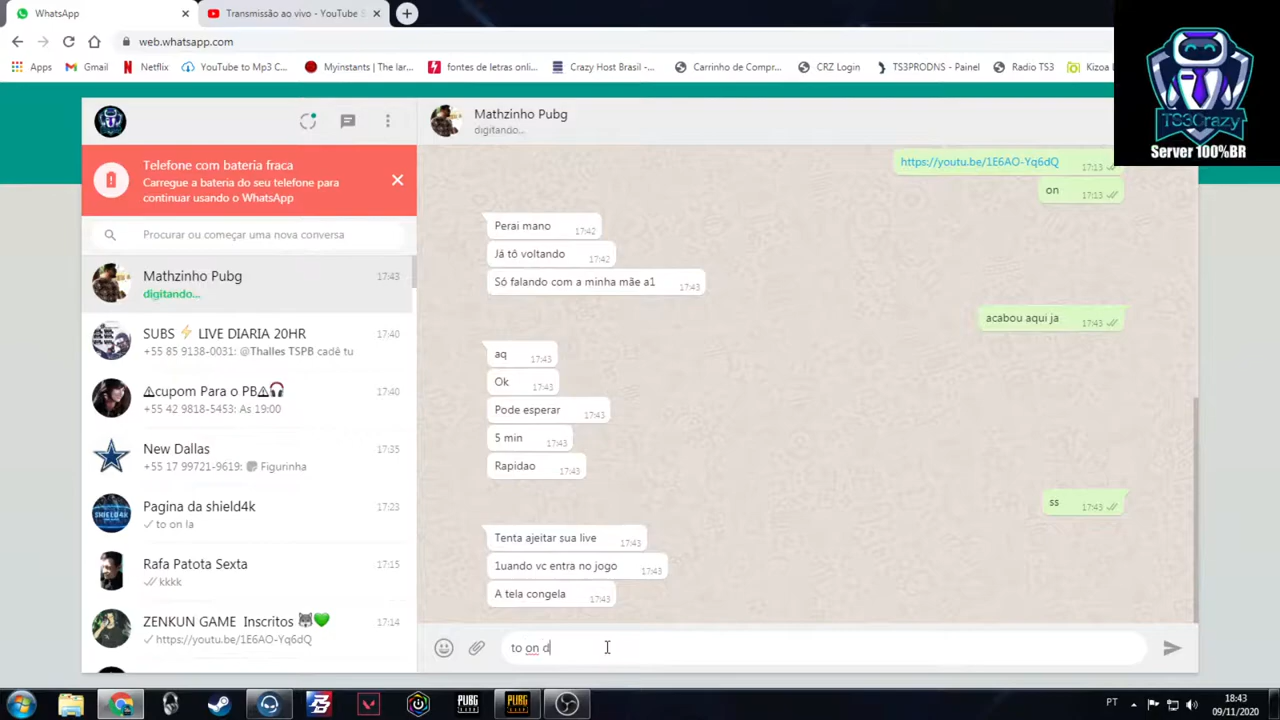 WhatsApp
Transmissão ao vivo - YouTube S
web.whatsapp.com
Apps
Gmail
Netflix
YouTube to Mp3 C...
Myinstants | The lar...
fontes de letras onli...
Crazy Host Brasil -...
Carrinho de Compr...
CRZ Login
TS3PRODNS - Painel
Radio TS3
Kizoa
TS3Crazy
Server 100%BR
Mathzinho Pubg
digitando...
Telefone com bateria fraca
Carregue a bateria do seu telefone para
continuar usando o WhatsApp
Procurar ou começar uma nova conversa
Mathzinho Pubg 17:43
digitando...
SUBS ⚡ LIVE DIARIA 20HR 17:40
+55 85 9138-0031: @Thalles TSPB cadê tu
⚠cupom Para o PB⚠🎧 17:40
+55 42 9818-5453: As 19:00
New Dallas 17:35
+55 17 99721-9619: Figurinha
Pagina da shield4k 17:23
to on la
Rafa Patota Sexta 17:15
kkkk
ZENKUN GAME Inscritos 🐺💚 17:14
https://youtu.be/1E6AO-Yq6dQ
https://youtu.be/1E6AO-Yq6dQ 17:13
on 17:13
Perai mano 17:42
Já tô voltando 17:42
Só falando com a minha mãe a1 17:43
acabou aqui ja 17:43
aq 17:43
Ok 17:43
Pode esperar 17:43
5 min 17:43
Rapidao 17:43
ss 17:43
Tenta ajeitar sua live 17:43
1uando vc entra no jogo 17:43
A tela congela 17:43
to on d
PUBG
PUBG
PT
18:43
09/11/2020